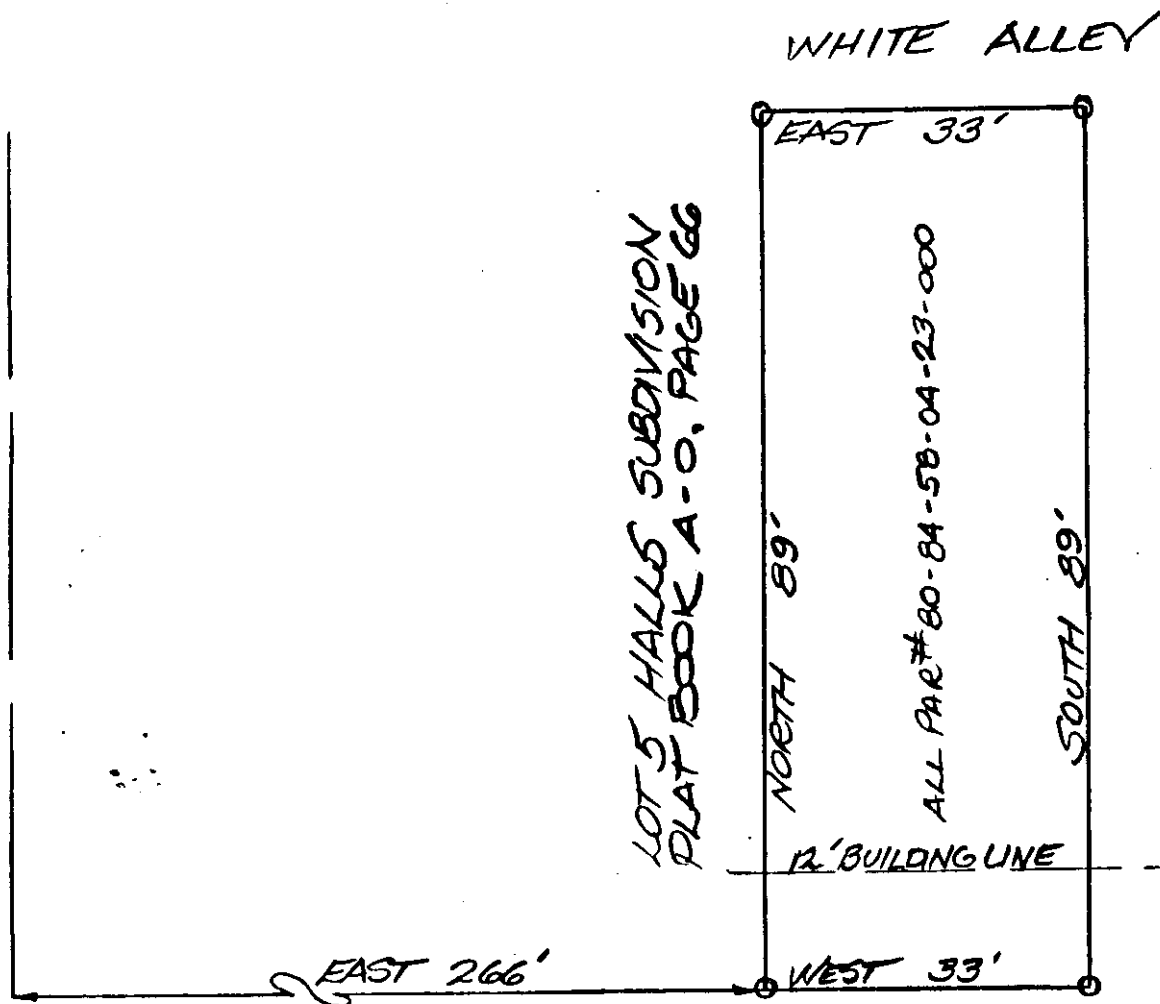 WHITE ALLEY
EAST 33'
LOT 5 HALLS SUBDIVISION
PLAT BOOK A-O, PAGE 66
NORTH 89'
ALL PAR# 80-84-58-04-23-000
SOUTH 89'
12' BUILDING LINE
EAST 266'
WEST 33'